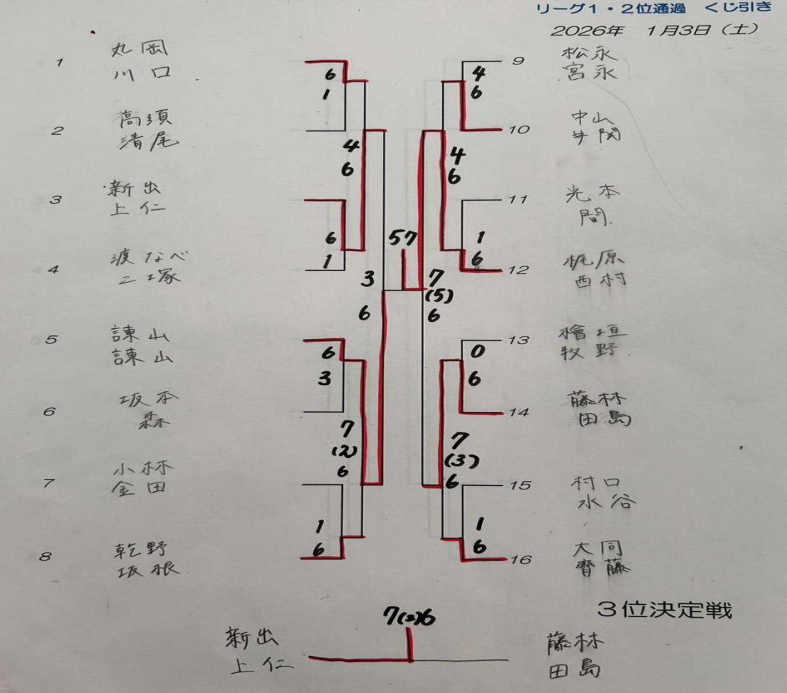 リーグ1・2位通過 くじ引き
2026年 1月3日(土)
1 丸岡
川口
2 高須
清尾
3 新出
上仁
4 渡なべ
二塚
5 諌山
諌山
6 坂本
森
7 小林
金田
8 乾野
坂根
6
1
6
1
6
3
1
6
4
6
7
(2)
6
3
6
57
7
(5)
6
4
6
7
(3)
6
4
6
1
6
0
6
1
6
9 松永
宮永
10 中山
牛関
11 光本
間
12 梶原
西村
13 檜垣
牧野
14 藤林
田島
15 村口
水谷
16 大同
齊藤
3位決定戦
7(2)6
新出
上仁
藤林
田島